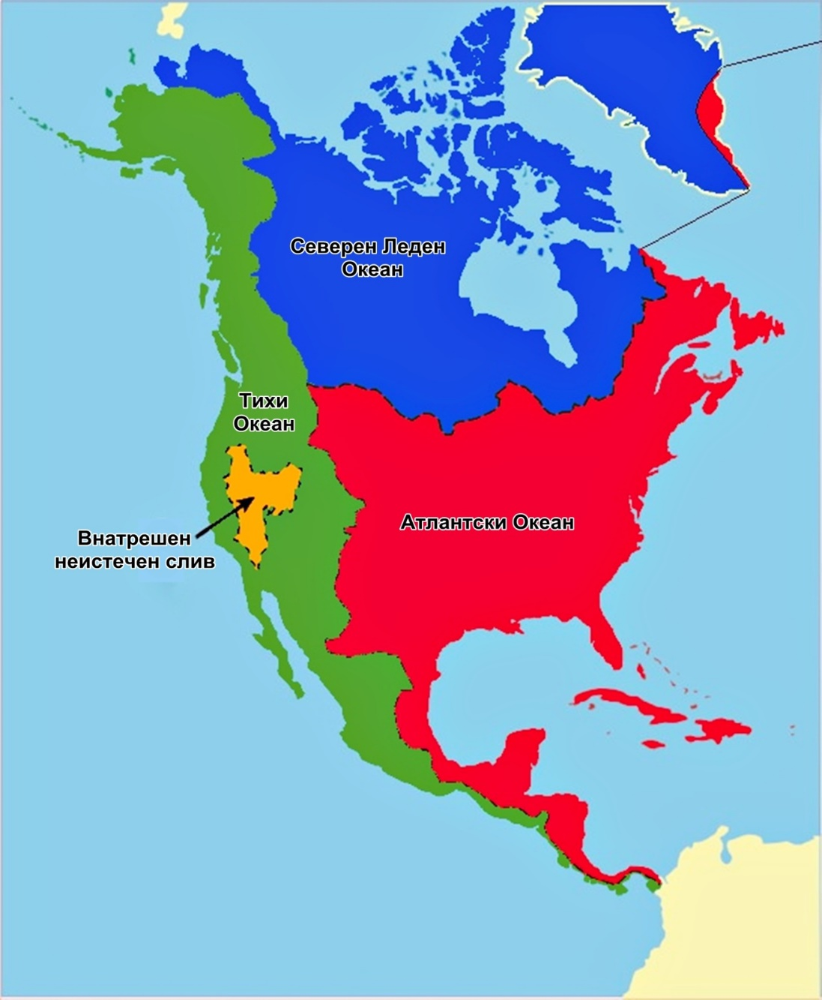 Северен Леден
Океан
Тихи
Океан
Атлантски Океан
Внатрешен
неистечен слив